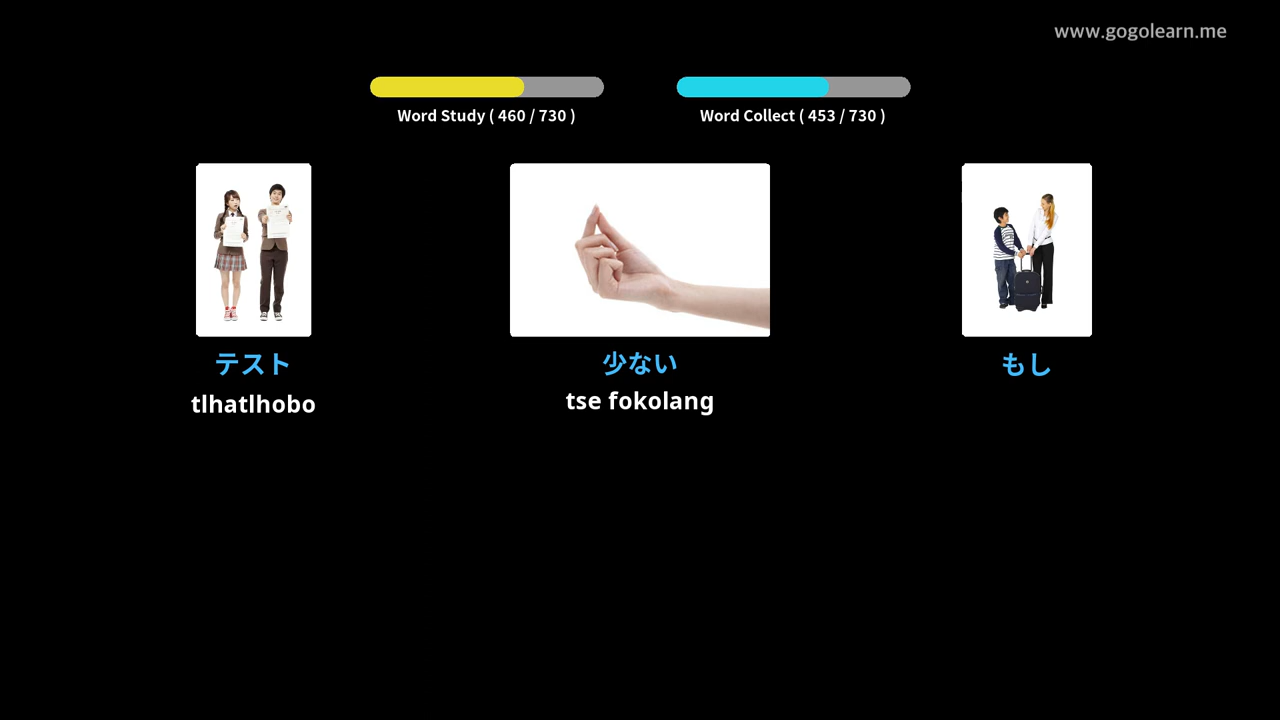 www.gogolearn.me
Word Study ( 460 / 730 )
Word Collect ( 453 / 730 )
テスト
tlhatlhobo
少ない
tse fokolang
もし